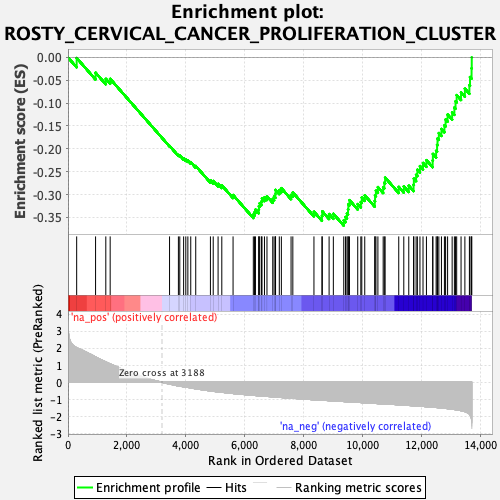 Enrichment plot:
ROSTY_CERVICAL_CANCER_PROLIFERATION_CLUSTER
Enrichment score (ES)
0.00
-0.05
-0.10
-0.15
-0.20
-0.25
-0.30
-0.35
Ranked list metric (PreRanked)
4
3
2
1
0
-1
-2
-3
'na_pos' (positively correlated)
Zero cross at 3188
'na_neg' (negatively correlated)
0
2,000
4,000
6,000
8,000
10,000
12,000
14,000
Rank in Ordered Dataset
Enrichment profile
Hits
Ranking metric scores